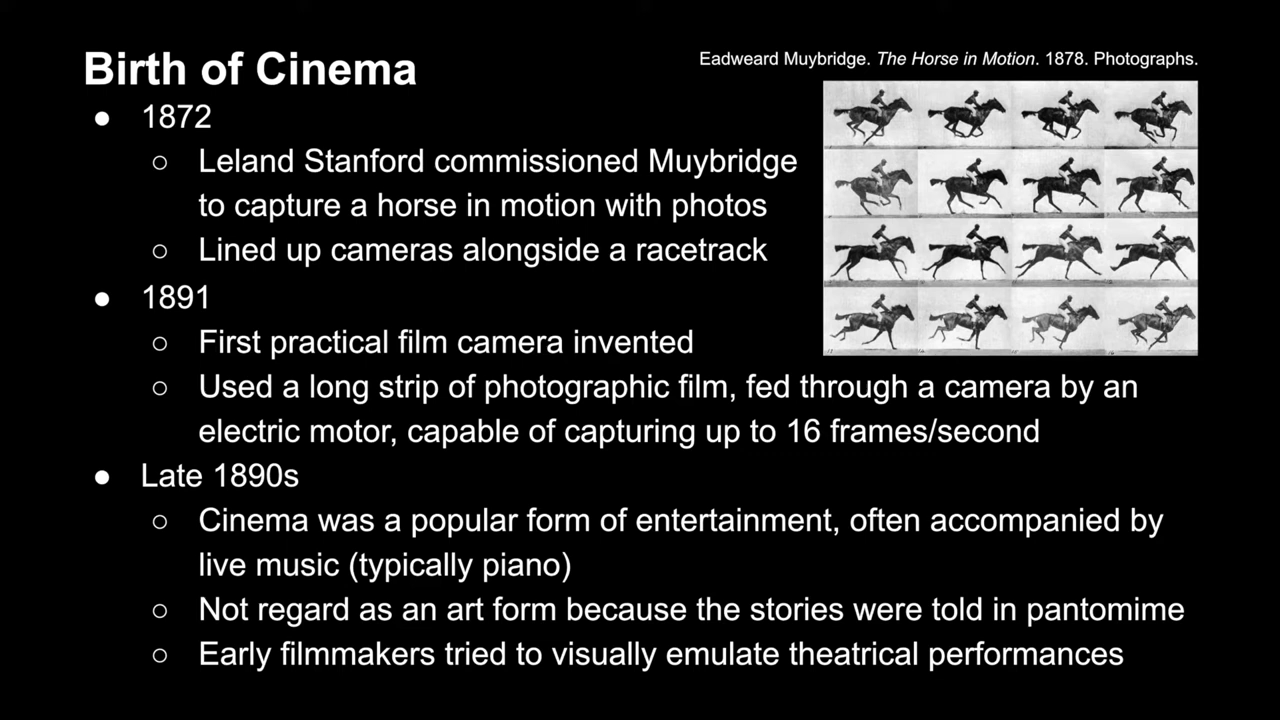 Birth of Cinema
Eadweard Muybridge. The Horse in Motion. 1878. Photographs.
● 1872
○ Leland Stanford commissioned Muybridge
to capture a horse in motion with photos
○ Lined up cameras alongside a racetrack
● 1891
○ First practical film camera invented
○ Used a long strip of photographic film, fed through a camera by an
electric motor, capable of capturing up to 16 frames/second
● Late 1890s
○ Cinema was a popular form of entertainment, often accompanied by
live music (typically piano)
○ Not regard as an art form because the stories were told in pantomime
○ Early filmmakers tried to visually emulate theatrical performances